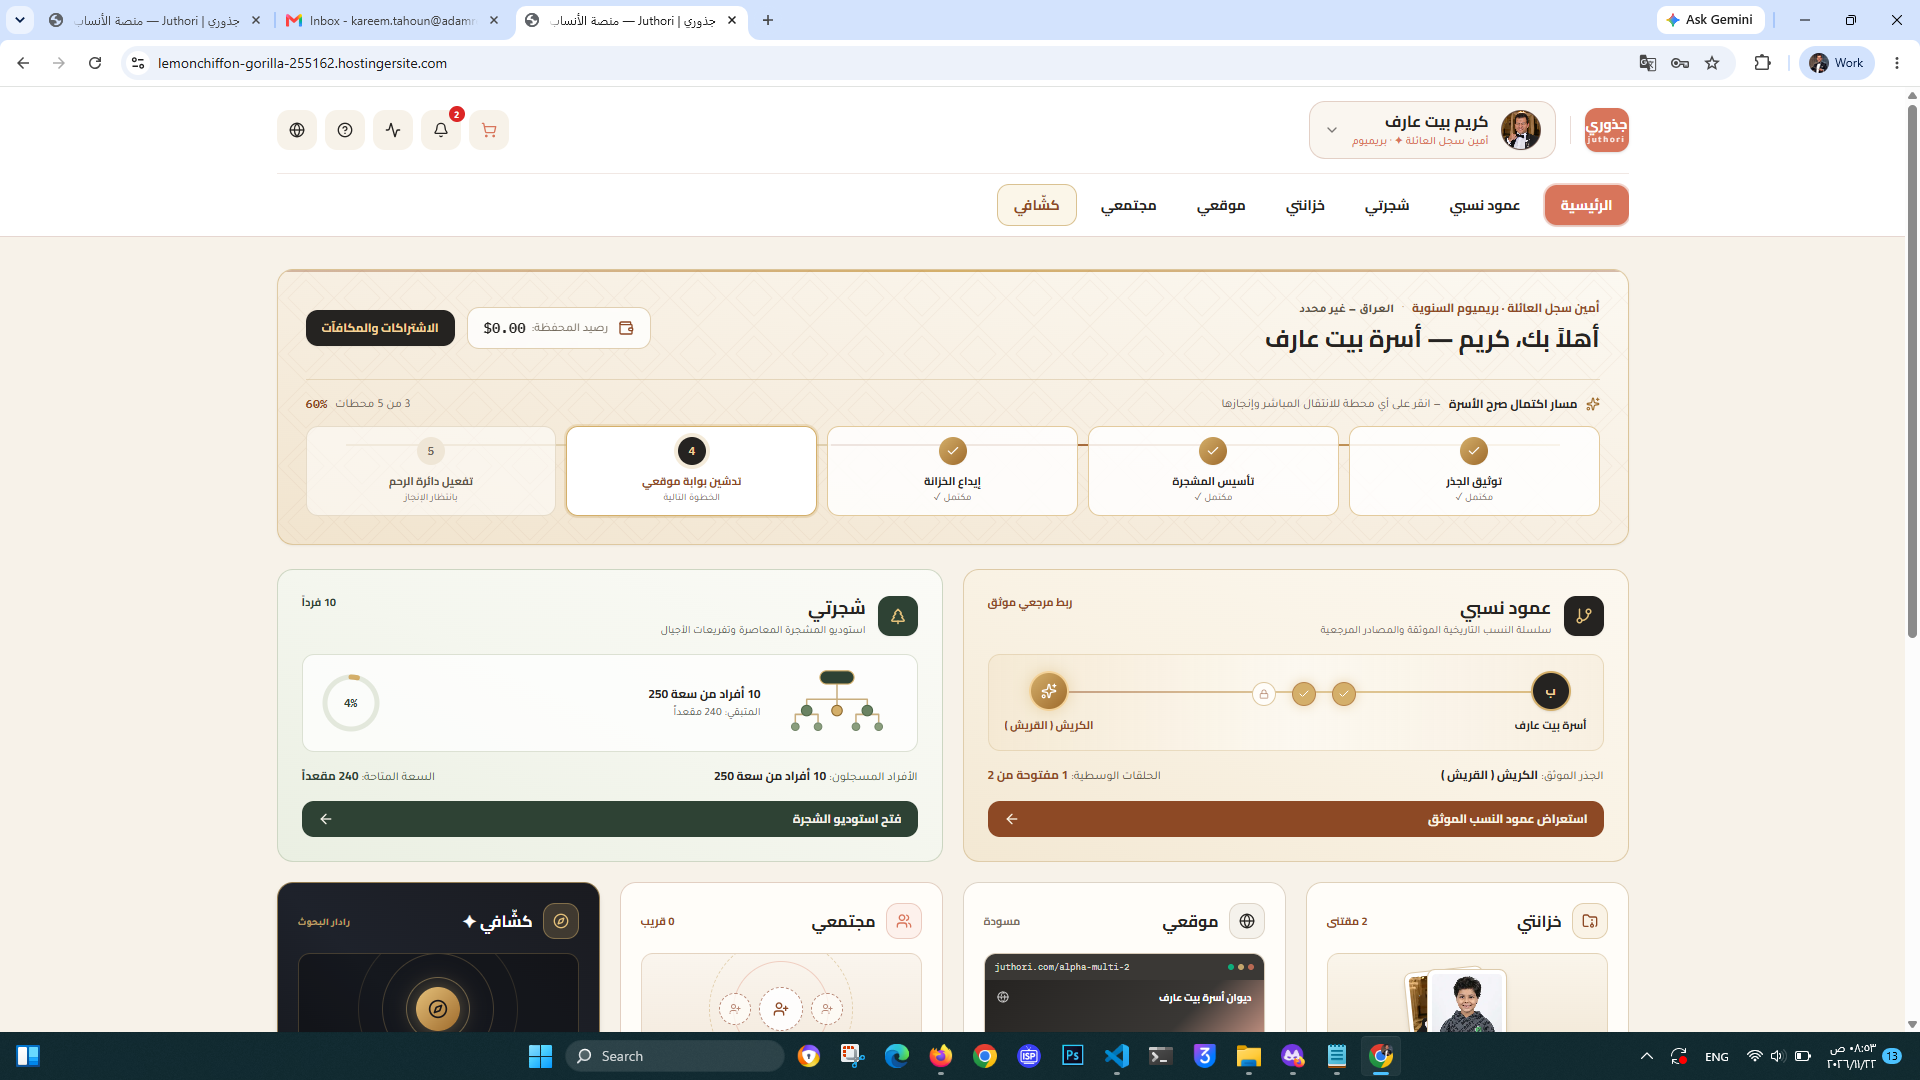 جذوري | Juthori — منصة الأنساب
Inbox - kareem.tahoun@adamn
جذوري | Juthori — منصة الأنساب
Ask Gemini
lemonchiffon-gorilla-255162.hostingersite.com
Work
جذوري
juthori
كريم بيت عارف
أمين سجل العائلة ✦ · بريميوم
2
الرئيسية
عمود نسبي
شجرتي
خزانتي
موقعي
مجتمعي
كشّافي
أمين سجل العائلة · بريميوم السنوية · العراق – غير محدد
أهلاً بك، كريم — أسرة بيت عارف
رصيد المحفظة: $0.00
الاشتراكات والمكافآت
مسار اكتمال صرح الأسرة – انقر على أي محطة للانتقال المباشر وإنجازها
3 من 5 محطات 60%
توثيق الجذر
مكتمل ✓
تأسيس المشجرة
مكتمل ✓
إيداع الخزانة
مكتمل ✓
4
تدشين بوابة موقعي
الخطوة التالية
5
تفعيل دائرة الرحم
بانتظار الإنجاز
عمود نسبي
سلسلة النسب التاريخية الموثقة والمصادر المرجعية
ربط مرجعي موثق
ب
أسرة بيت عارف
الكريش ( القريش )
الجذر الموثق: الكريش ( القريش )
الحلقات الوسطية: 1 مفتوحة من 2
استعراض عمود النسب الموثق
شجرتي
استوديو المشجرة المعاصرة وتفريعات الأجيال
10 فرداً
10 أفراد من سعة 250
المتبقي: 240 مقعداً
4%
الأفراد المسجلون: 10 أفراد من سعة 250
السعة المتاحة: 240 مقعداً
فتح استوديو الشجرة
خزانتي
2 مقتنى
موقعي
مسودة
juthori.com/alpha-multi-2
ديوان أسرة بيت عارف
مجتمعي
0 قريب
كشّافي ✦
رادار البحوث
Search
ISP
Ps
ENG
٠٨:٥٣ ص
٢٠٢٦/١١/٢٢
13